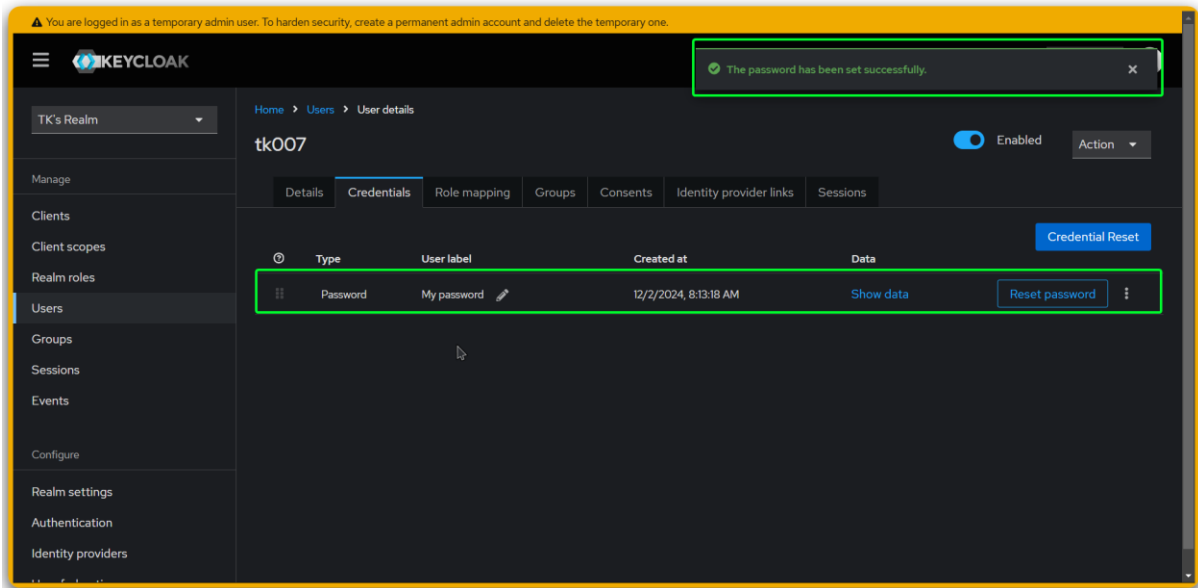 You are logged in as a temporary admin user. To harden security, create a permanent admin account and delete the temporary one.
KEYCLOAK
The password has been set successfully.
TK's Realm
Manage
Clients
Client scopes
Realm roles
Users
Groups
Sessions
Events
Configure
Realm settings
Authentication
Identity providers
Home > Users > User details
tk007
Enabled
Action
Details Credentials Role mapping Groups Consents Identity provider links Sessions
Credential Reset
Type User label Created at Data
Password My password 12/2/2024, 8:13:18 AM Show data Reset password